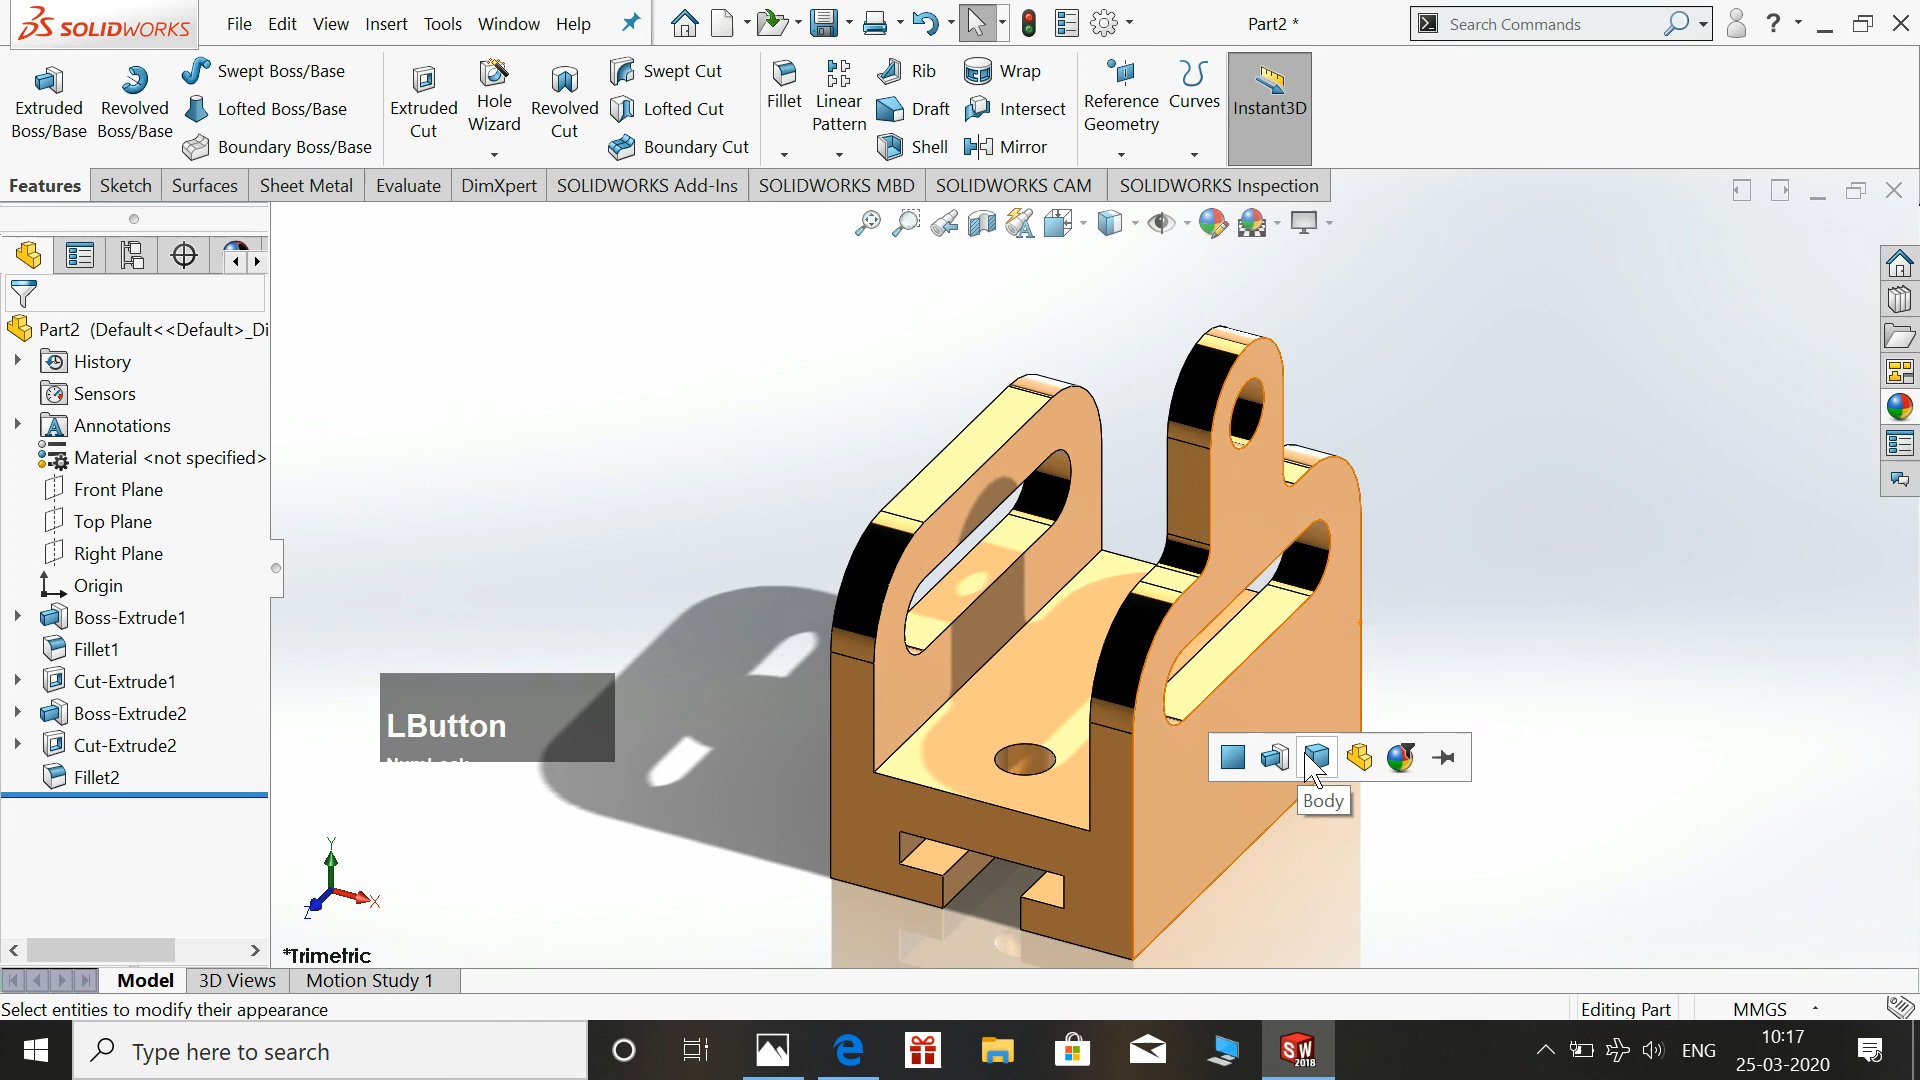 SOLIDWORKS
File Edit View Insert Tools Window Help
Part2 *
Search Commands
Extruded Boss/Base
Revolved Boss/Base
Swept Boss/Base
Lofted Boss/Base
Boundary Boss/Base
Extruded Cut
Hole Wizard
Revolved Cut
Swept Cut
Lofted Cut
Boundary Cut
Fillet
Linear Pattern
Rib
Draft
Shell
Wrap
Intersect
Mirror
Reference Geometry
Curves
Instant3D
Features Sketch Surfaces Sheet Metal Evaluate DimXpert SOLIDWORKS Add-Ins SOLIDWORKS MBD SOLIDWORKS CAM SOLIDWORKS Inspection
Part2 (Default<<Default>_Di
History
Sensors
Annotations
Material <not specified>
Front Plane
Top Plane
Right Plane
Origin
Boss-Extrude1
Fillet1
Cut-Extrude1
Boss-Extrude2
Cut-Extrude2
Fillet2
LButton
NumLock
Body
Y
X
Z
*Trimetric
Model 3D Views Motion Study 1
Select entities to modify their appearance
Editing Part
MMGS
Type here to search
SW
2018
ENG
10:17
25-03-2020